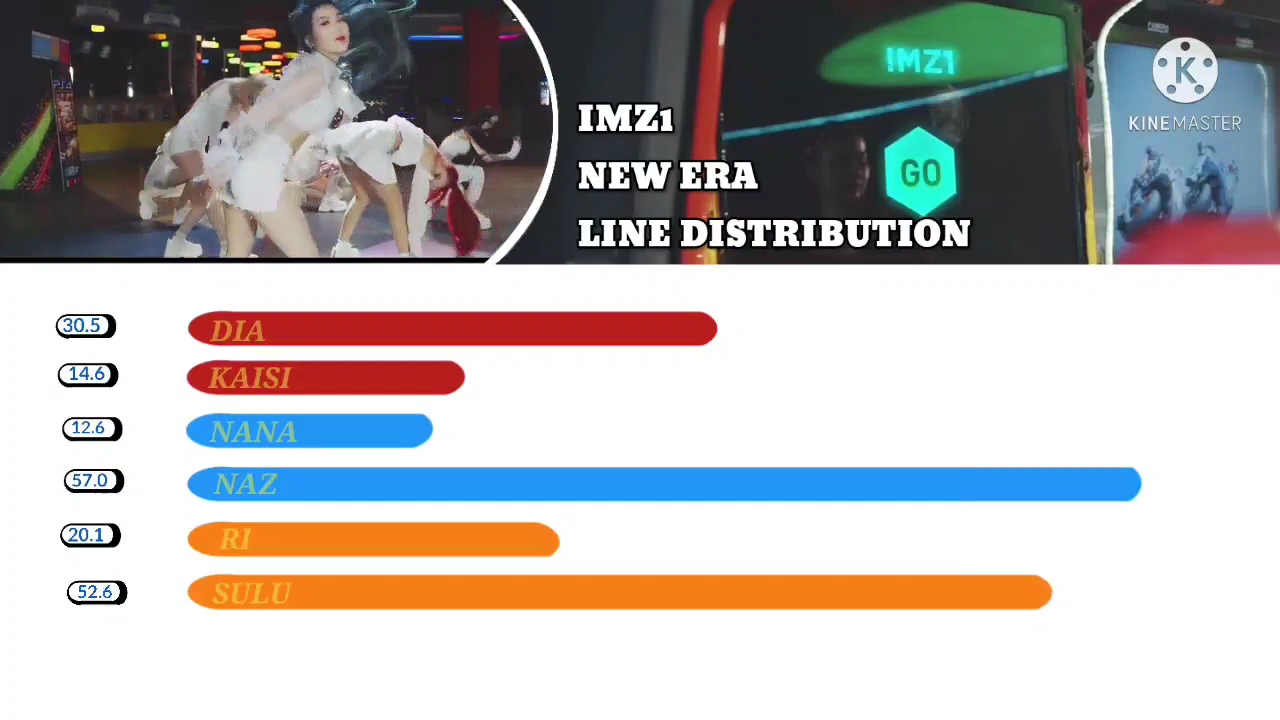 PS4
IMZ1
GO
KINEMASTER
IMZ1
NEW ERA
LINE DISTRIBUTION
30.5 DIA
14.6 KAISI
12.6 NANA
57.0 NAZ
20.1 RI
52.6 SULU